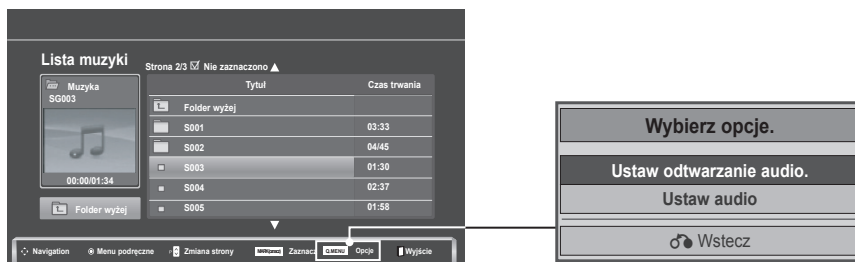 Lista muzyki
Strona 2/3 Nie zaznaczono
Muzyka
SG003
00:00/01:34
Folder wyżej
Tytuł Czas trwania
Folder wyżej
S001 03:33
S002 04/45
S003 01:30
S004 02:37
S005 01:58
Navigation Menu podręczne Zmiana strony Zaznacz Q.MENU Opcje Wyjście
Wybierz opcje.
Ustaw odtwarzanie audio.
Ustaw audio
Wstecz